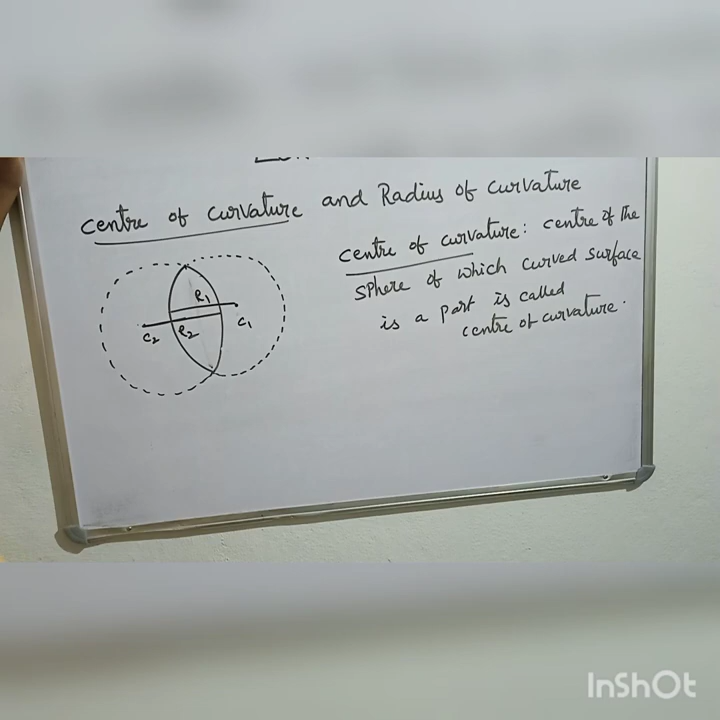 centre of curvature and Radius of curvature
centre of curvature: centre of the
sphere of which curved surface
is a part is called
centre of curvature.
R1
R2
C2
C1
InShOt